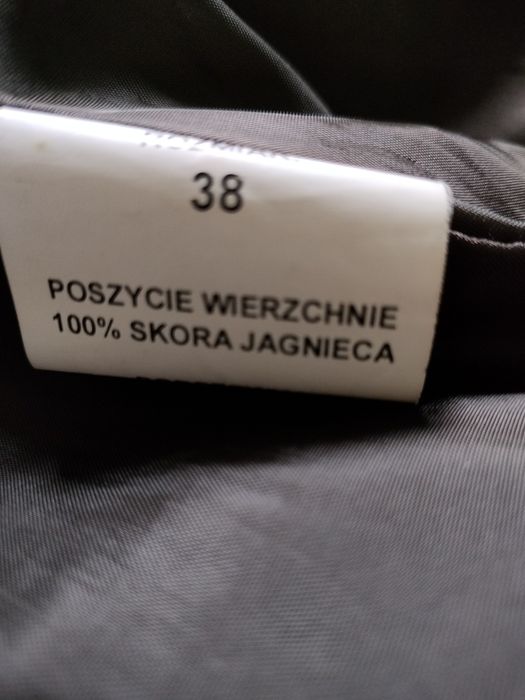 38
POSZYCIE WIERZCHNIE
100% SKORA JAGNIECA